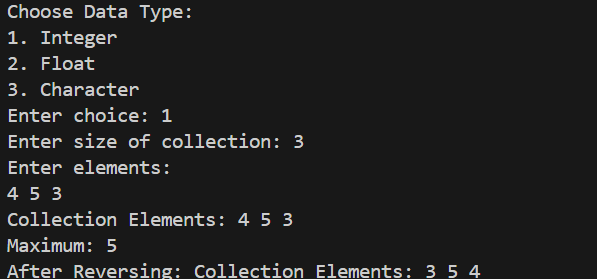 Choose Data Type:
1. Integer
2. Float
3. Character
Enter choice: 1
Enter size of collection: 3
Enter elements:
4 5 3
Collection Elements: 4 5 3
Maximum: 5
After Reversing: Collection Elements: 3 5 4